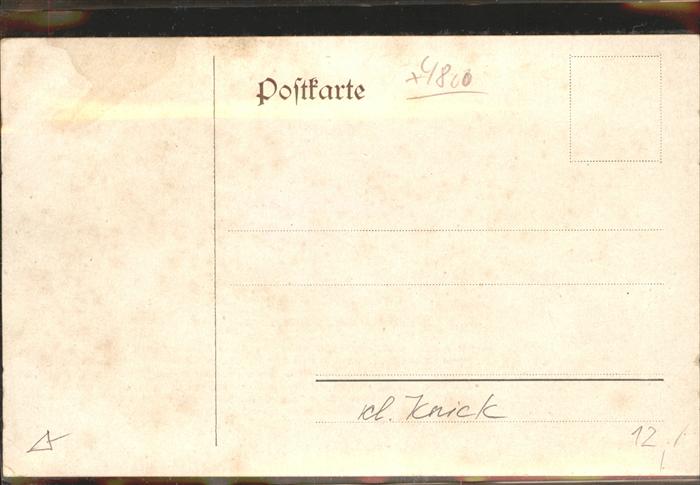 Postkarte
*4800
kl. Knick
12,-